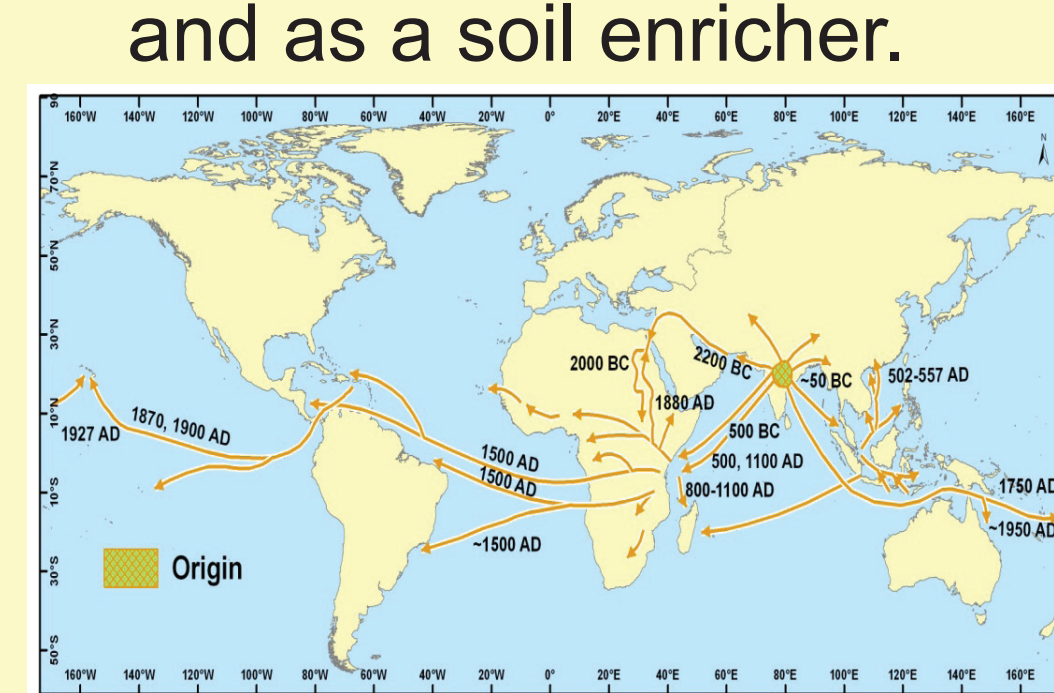 and as a soil enricher.
160°W 140°W 120°W 100°W 80°W 60°W 40°W 20°W 0° 20°E 40°E 60°E 80°E 100°E 120°E 140°E 160°E
90
N
70°N
50°N
30°N
10°N
10°S
30°S
50°S
2000 BC
2200 BC
~50 BC
502-557 AD
1880 AD
1870, 1900 AD
1927 AD
500 BC
1500 AD
500, 1100 AD
1500 AD
800-1100 AD
1750 AD
~1950 AD
~1500 AD
Origin
160°W 140°W 120°W 100°W 80°W 60°W 40°W 20°W 0° 20°E 40°E 60°E 80°E 100°E 120°E 140°E 160°E